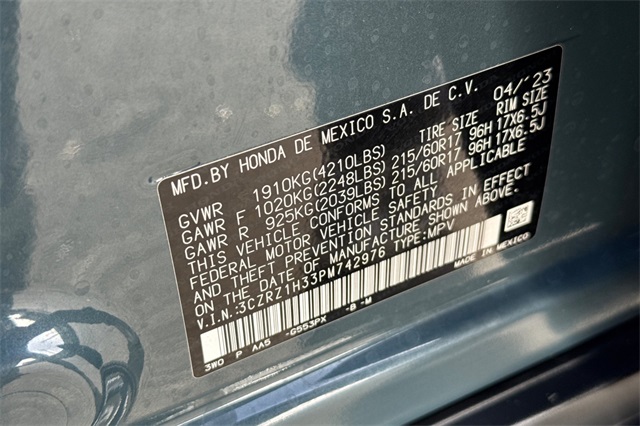 MFD.BY HONDA DE MEXICO S.A. DE C.V. 04/'23
TIRE SIZE RIM SIZE
GVWR 1910KG(4210LBS)
GAWR F 1020KG(2248LBS) 215/60R17 96H 17X6.5J
GAWR R 925KG(2039LBS) 215/60R17 96H 17X6.5J
THIS VEHICLE CONFORMS TO ALL APPLICABLE
FEDERAL MOTOR VEHICLE SAFETY
AND THEFT PREVENTION STANDARDS IN EFFECT
ON THE DATE OF MANUFACTURE SHOWN ABOVE.
V.I.N.:3CZRZ1H33PM742976 TYPE:MPV
MADE IN MEXICO
3WO P AA5 -G553PX -B -M